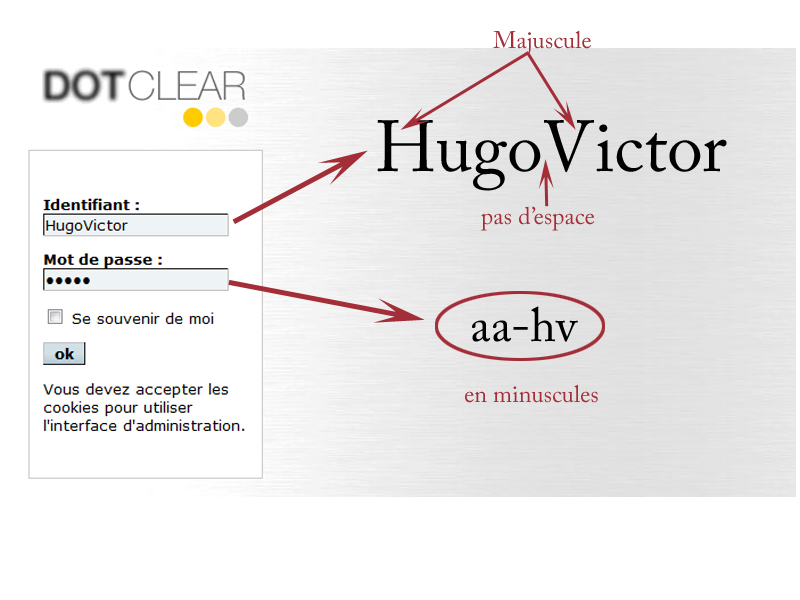 Majuscule
DOTCLEAR
HugoVictor
Identifiant :
HugoVictor
pas d'espace
Mot de passe :
•••••
Se souvenir de moi
aa-hv
ok
Vous devez accepter les
cookies pour utiliser
l'interface d'administration.
en minuscules